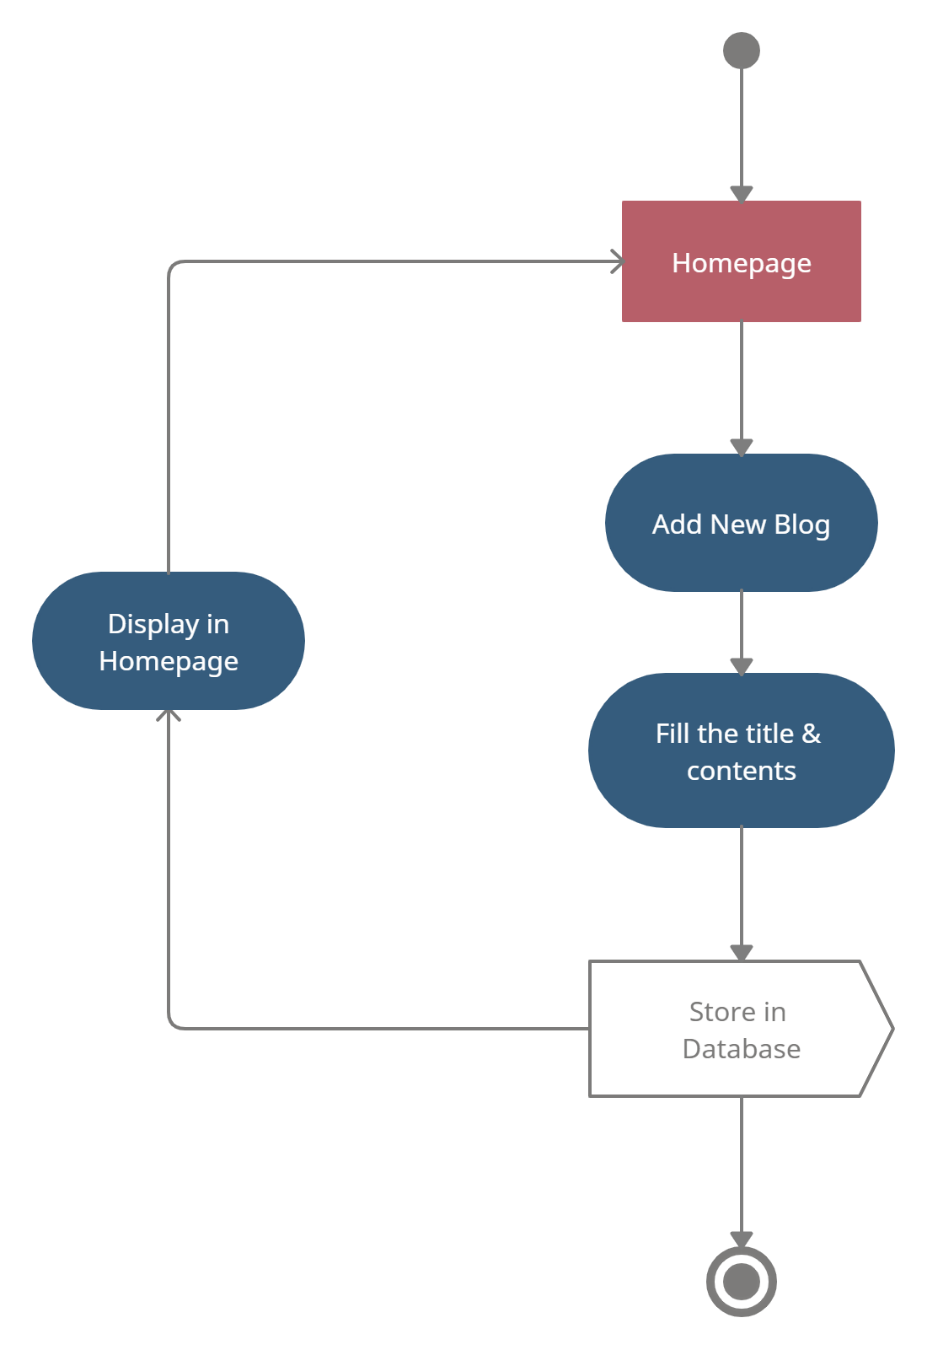 Homepage
Add New Blog
Display in
Homepage
Fill the title &
contents
Store in
Database